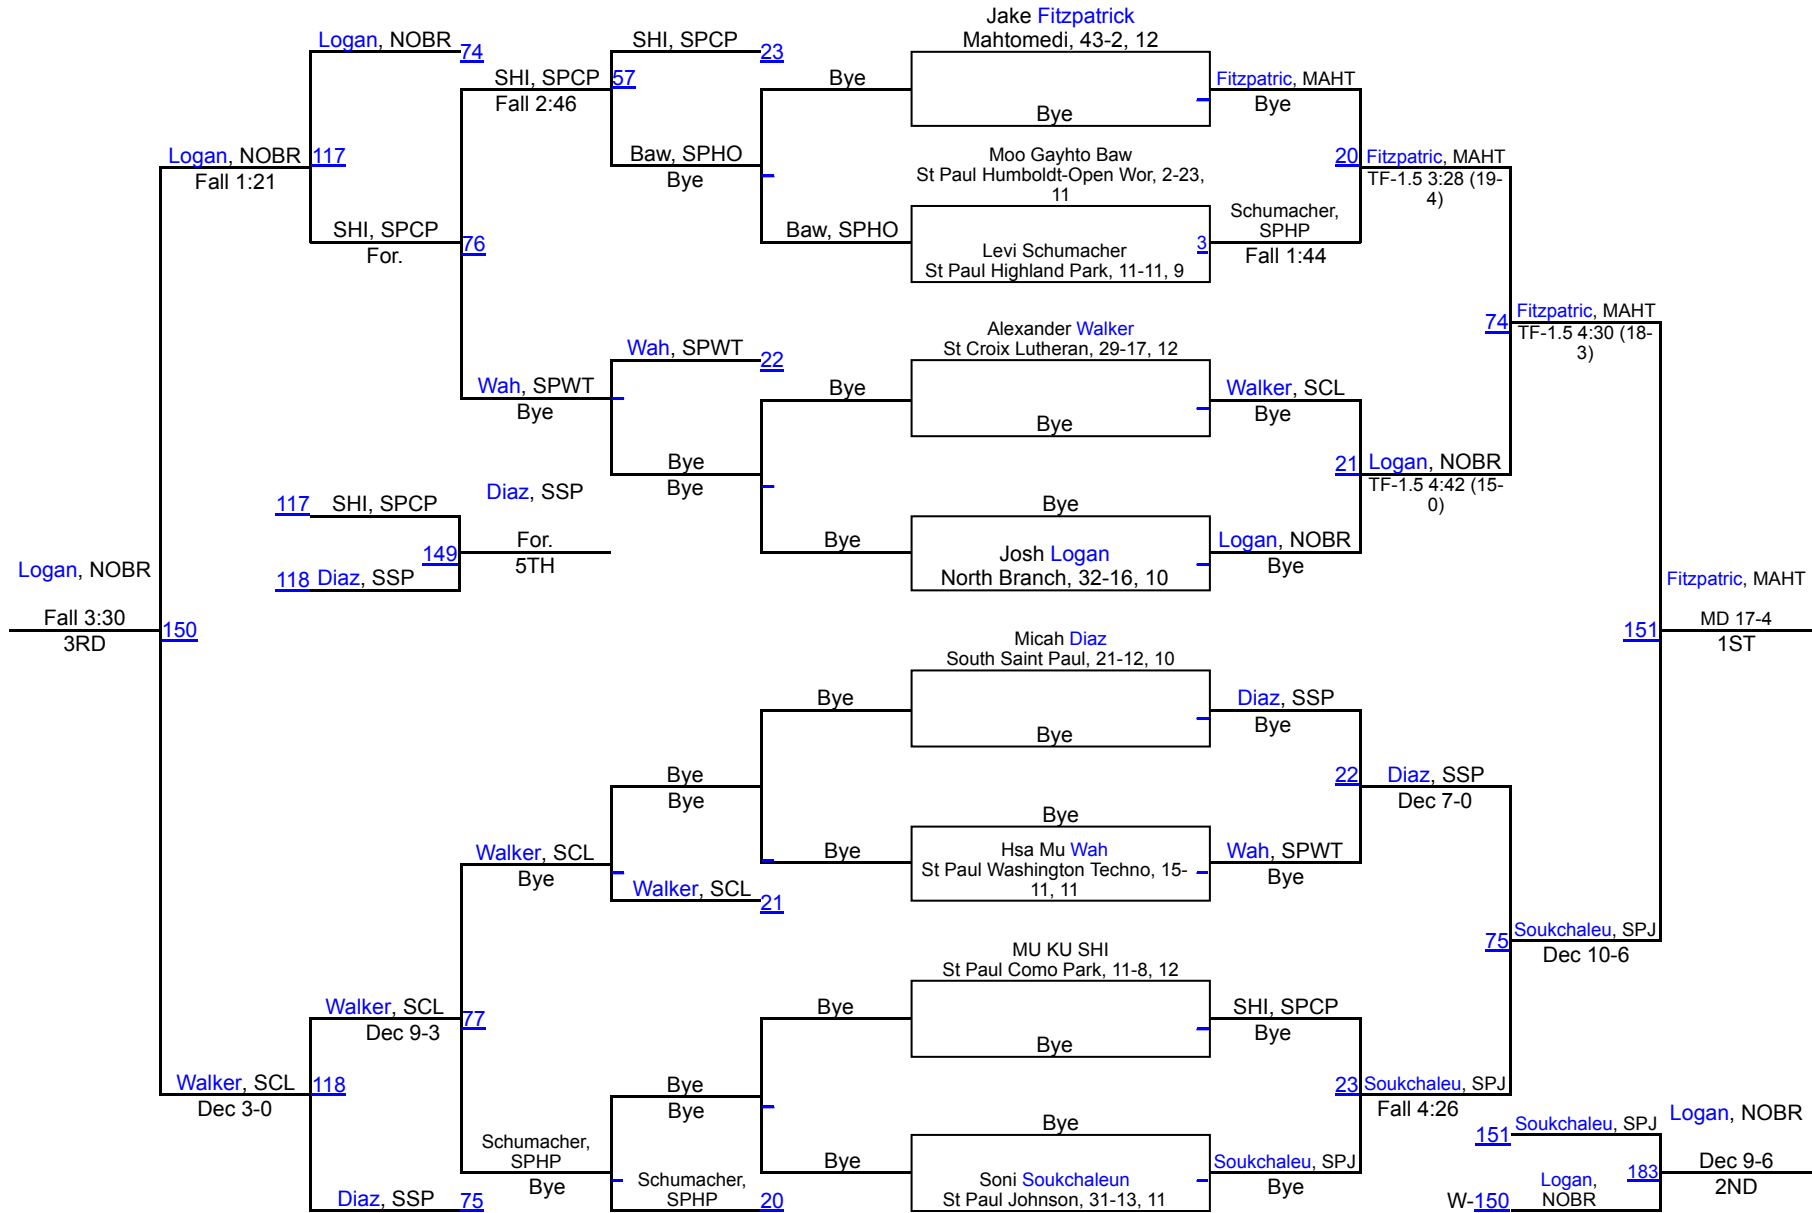 Jake Fitzpatrick
Mahtomedi, 43-2, 12
Logan, NOBR
74
SHI, SPCP
23
SHI, SPCP
57
Fall 2:46
Bye
Bye
Fitzpatric, MAHT
Bye
Logan, NOBR
117
Fall 1:21
Baw, SPHO
Bye
Moo Gayhto Baw
St Paul Humboldt-Open Wor, 2-23,
11
20
Fitzpatric, MAHT
TF-1.5 3:28 (19-
4)
SHI, SPCP
For.
76
Baw, SPHO
Levi Schumacher
St Paul Highland Park, 11-11, 9
3
Schumacher,
SPHP
Fall 1:44
Alexander Walker
St Croix Lutheran, 29-17, 12
74
Fitzpatric, MAHT
TF-1.5 4:30 (18-
3)
Wah, SPWT
22
Wah, SPWT
Bye
Bye
Bye
Walker, SCL
Bye
Bye
Bye
21
Logan, NOBR
TF-1.5 4:42 (15-
0)
117
SHI, SPCP
Diaz, SSP
149
For.
5TH
118
Diaz, SSP
Bye
Bye
Josh Logan
North Branch, 32-16, 10
Logan, NOBR
Bye
Logan, NOBR
Fall 3:30
3RD
150
Fitzpatric, MAHT
151
MD 17-4
1ST
Micah Diaz
South Saint Paul, 21-12, 10
Bye
Bye
Diaz, SSP
Bye
Bye
Bye
22
Diaz, SSP
Dec 7-0
Walker, SCL
Bye
Bye
Bye
Hsa Mu Wah
St Paul Washington Techno, 15-
11, 11
Wah, SPWT
Bye
Walker, SCL
21
75
Soukchaleu, SPJ
Dec 10-6
MU KU SHI
St Paul Como Park, 11-8, 12
Walker, SCL
Dec 9-3
77
Bye
Bye
SHI, SPCP
Bye
Walker, SCL
118
Dec 3-0
Bye
Bye
23
Soukchaleu, SPJ
Fall 4:26
Schumacher,
SPHP
Bye
Bye
Bye
Soni Soukchaleun
St Paul Johnson, 31-13, 11
Soukchaleu, SPJ
Bye
Diaz, SSP
75
Schumacher,
SPHP
20
151
Soukchaleu, SPJ
Logan, NOBR
183
Dec 9-6
2ND
W-150
Logan,
NOBR